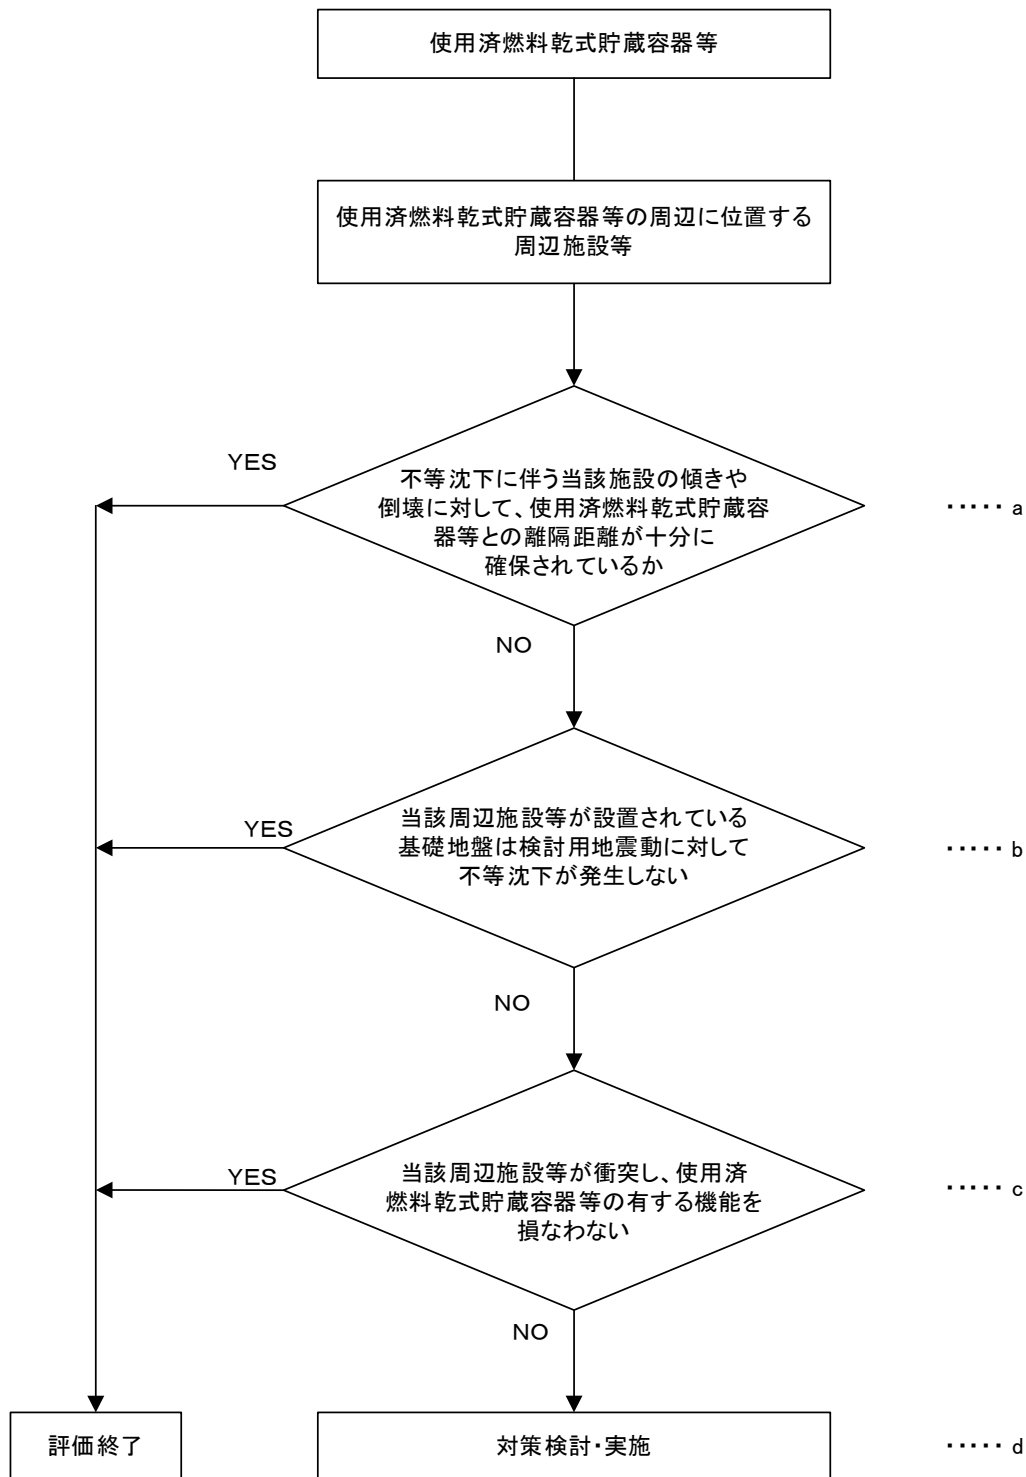 使用済燃料乾式貯蔵容器等
使用済燃料乾式貯蔵容器等の周辺に位置する
周辺施設等
YES
不等沈下に伴う当該施設の傾きや
倒壊に対して、使用済燃料乾式貯蔵容
器等との離隔距離が十分に
確保されているか
･････ a
NO
YES
当該周辺施設等が設置されている
基礎地盤は検討用地震動に対して
不等沈下が発生しない
･････ b
NO
YES
当該周辺施設等が衝突し、使用済
燃料乾式貯蔵容器等の有する機能を
損なわない
･････ c
NO
評価終了
対策検討・実施
･････ d